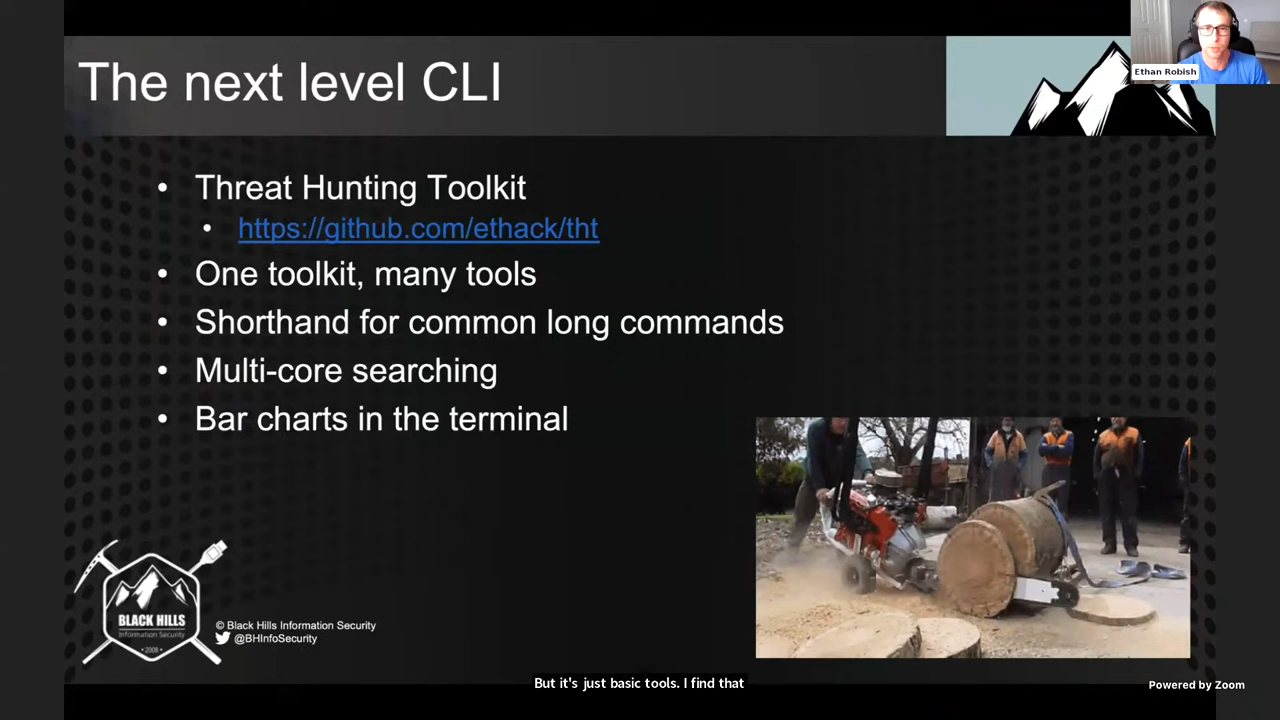 The next level CLI
Ethan Robish
• Threat Hunting Toolkit
• https://github.com/ethack/tht
• One toolkit, many tools
• Shorthand for common long commands
• Multi-core searching
• Bar charts in the terminal
BLACK HILLS
Information Security
• 2008 •
© Black Hills Information Security
@BHInfoSecurity
But it's just basic tools. I find that
Powered by Zoom